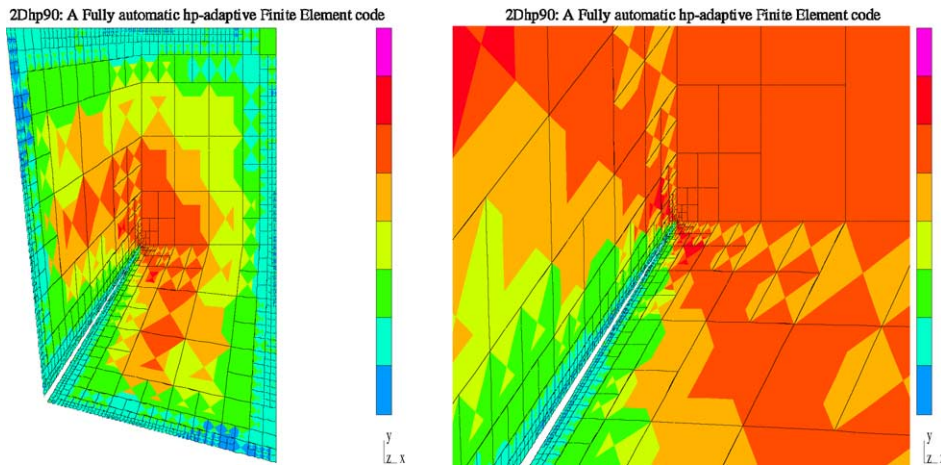 2Dhp90: A Fully automatic hp-adaptive Finite Element code
2Dhp90: A Fully automatic hp-adaptive Finite Element code
y
z x
y
z x